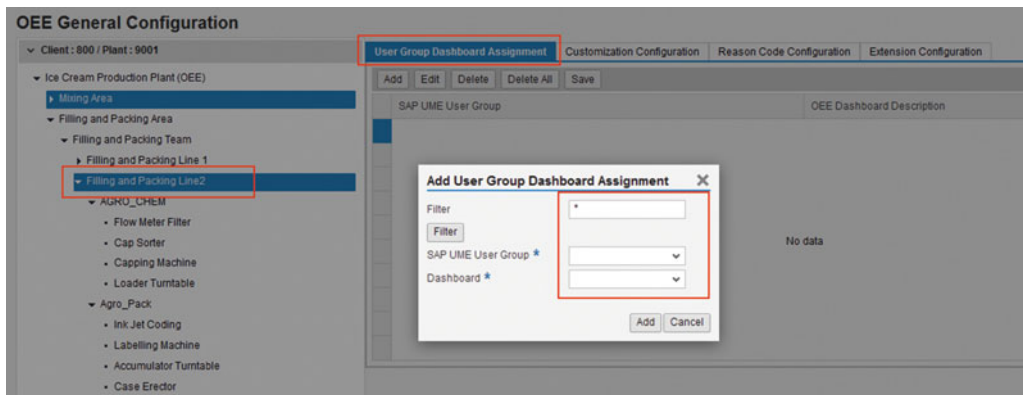 OEE General Configuration
Client : 800 / Plant : 9001
Ice Cream Production Plant (OEE)
Mixing Area
Filling and Packing Area
Filling and Packing Team
Filling and Packing Line 1
Filling and Packing Line2
AGRO_CHEM
Flow Meter Filter
Cap Sorter
Capping Machine
Loader Turntable
Agro_Pack
Ink Jet Coding
Labelling Machine
Accumulator Turntable
Case Erector
User Group Dashboard Assignment Customization Configuration Reason Code Configuration Extension Configuration
Add Edit Delete Delete All Save
SAP UME User Group OEE Dashboard Description
No data
Add User Group Dashboard Assignment
Filter *
Filter
SAP UME User Group *
Dashboard *
Add Cancel